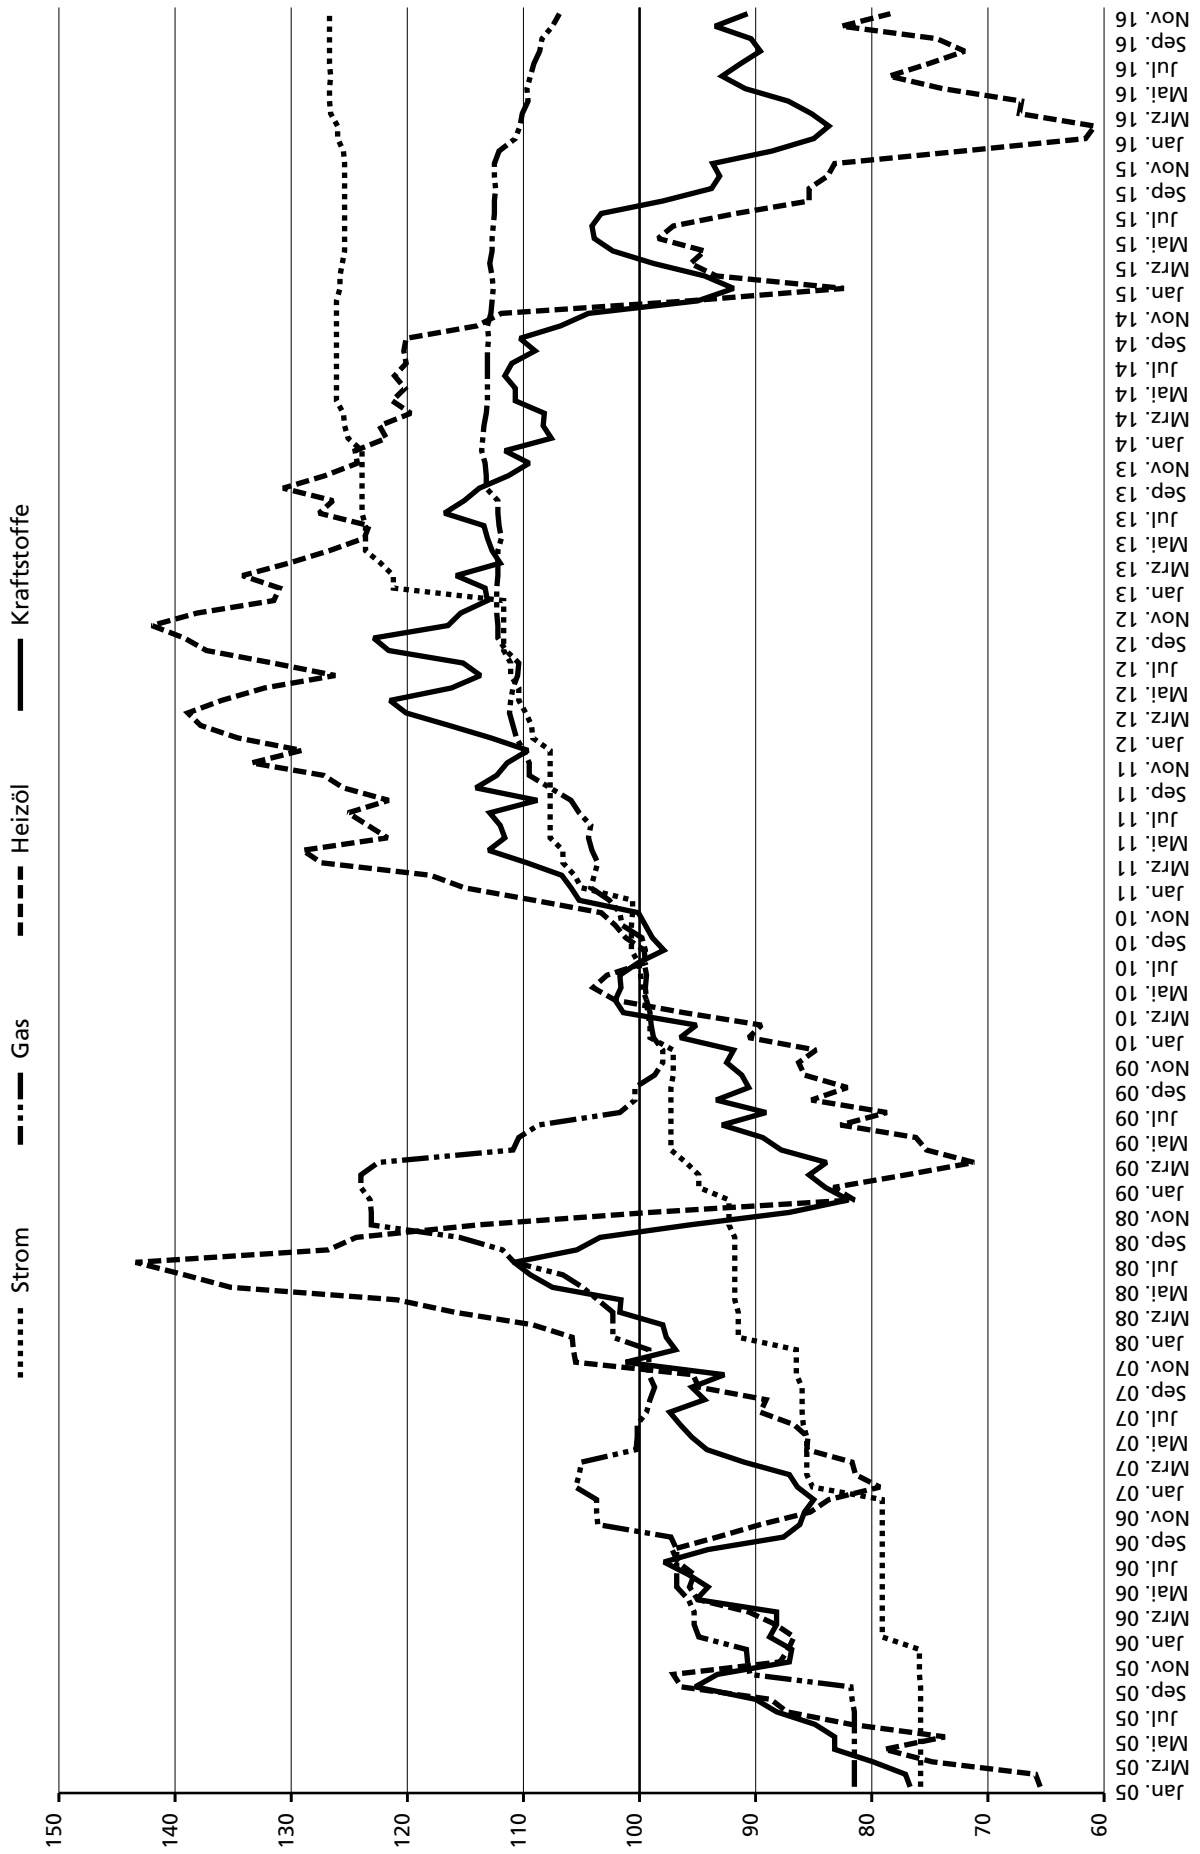 Strom Gas Heizöl Kraftstoffe
150
140
130
120
110
100
90
80
70
60
Jan. 05
Mrz. 05
Mai. 05
Jul. 05
Sep. 05
Nov. 05
Jan. 06
Mrz. 06
Mai. 06
Jul. 06
Sep. 06
Nov. 06
Jan. 07
Mrz. 07
Mai. 07
Jul. 07
Sep. 07
Nov. 07
Jan. 08
Mrz. 08
Mai. 08
Jul. 08
Sep. 08
Nov. 08
Jan. 09
Mrz. 09
Mai. 09
Jul. 09
Sep. 09
Nov. 09
Jan. 10
Mrz. 10
Mai. 10
Jul. 10
Sep. 10
Nov. 10
Jan. 11
Mrz. 11
Mai. 11
Jul. 11
Sep. 11
Nov. 11
Jan. 12
Mrz. 12
Mai. 12
Jul. 12
Sep. 12
Nov. 12
Jan. 13
Mrz. 13
Mai. 13
Jul. 13
Sep. 13
Nov. 13
Jan. 14
Mrz. 14
Mai. 14
Jul. 14
Sep. 14
Nov. 14
Jan. 15
Mrz. 15
Mai. 15
Jul. 15
Sep. 15
Nov. 15
Jan. 16
Mrz. 16
Mai. 16
Jul. 16
Sep. 16
Nov. 16